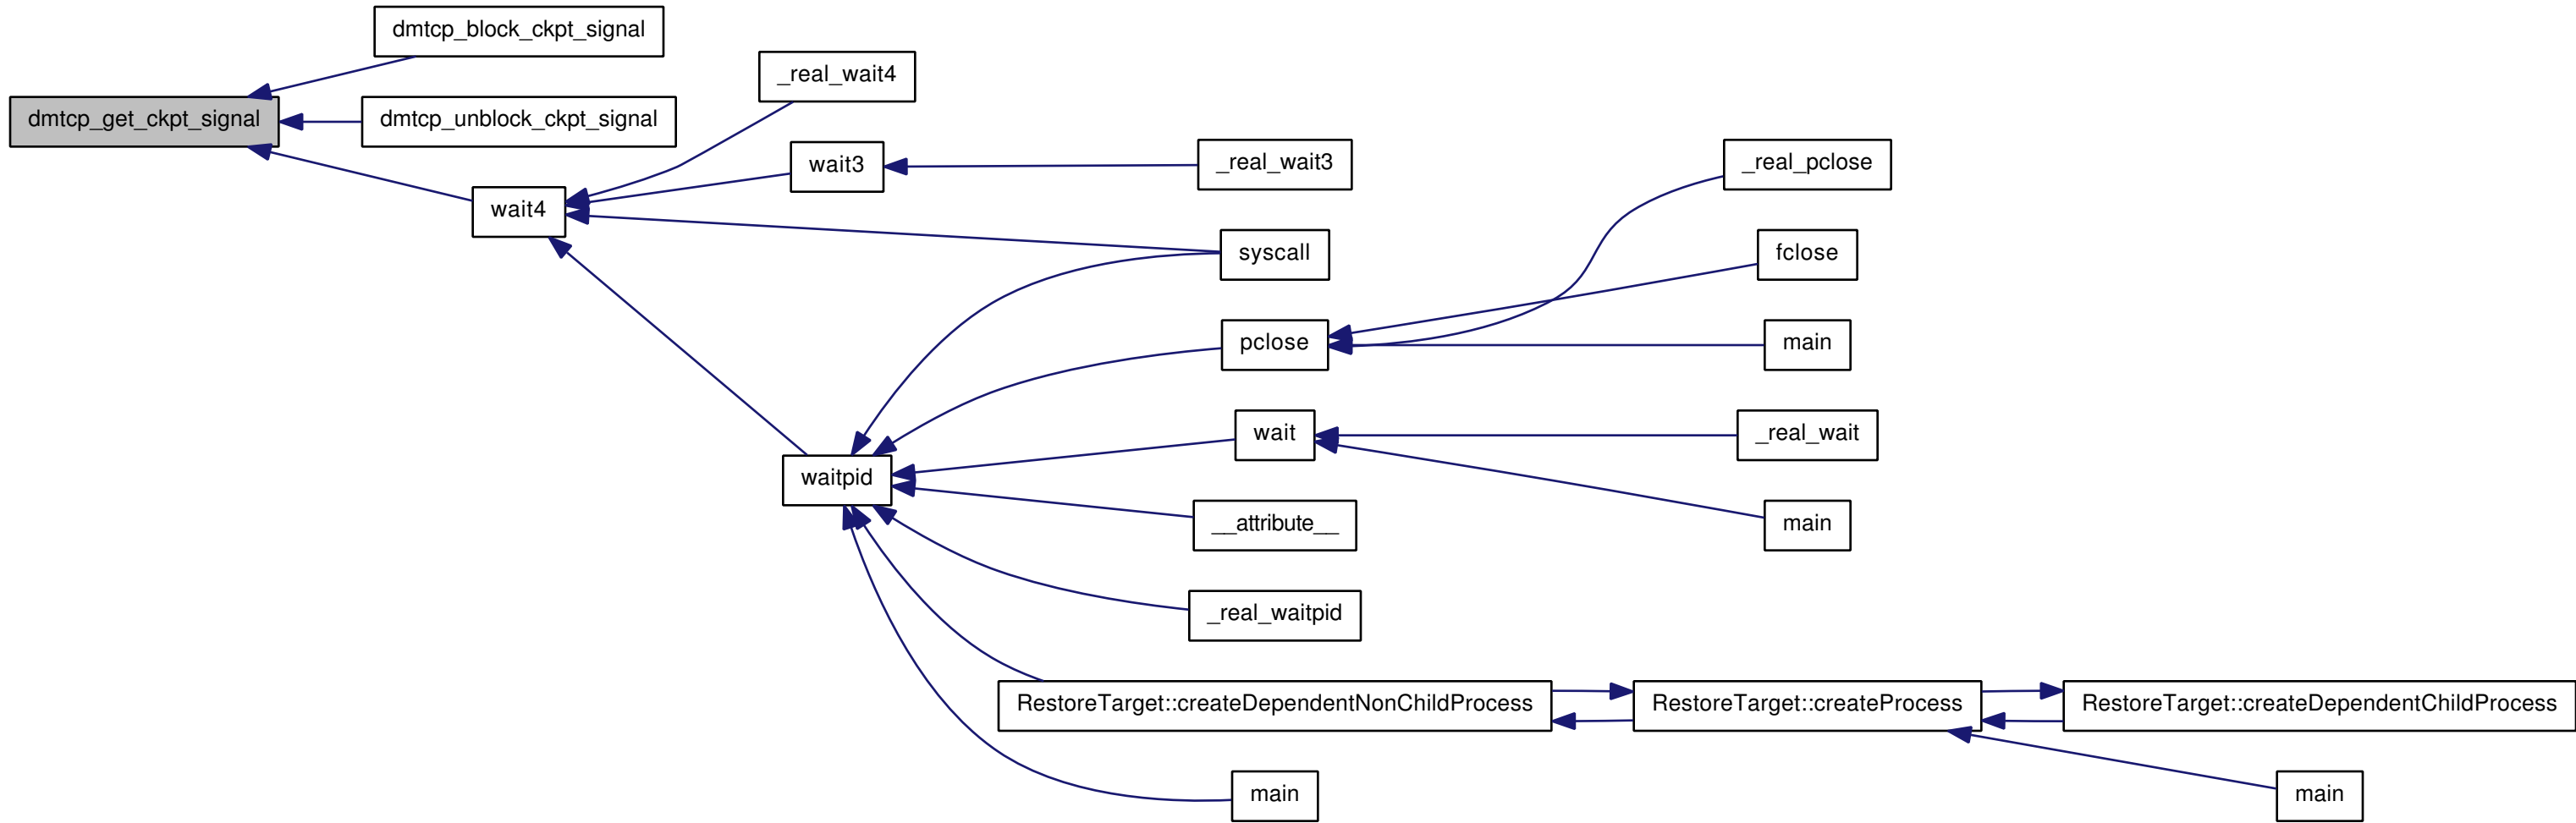 dmtcp_block_ckpt_signal
_real_wait4
dmtcp_get_ckpt_signal
dmtcp_unblock_ckpt_signal
wait3
_real_wait3
_real_pclose
wait4
syscall
fclose
pclose
main
wait
_real_wait
waitpid
__attribute__
main
_real_waitpid
RestoreTarget::createDependentNonChildProcess
RestoreTarget::createProcess
RestoreTarget::createDependentChildProcess
main
main